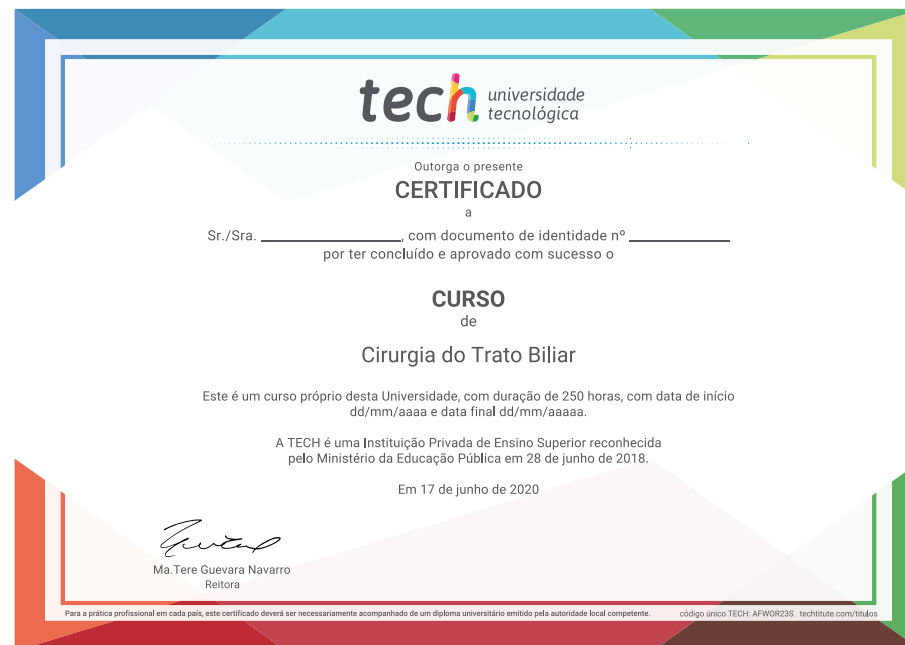 tech universidade
tecnológica
Outorga o presente
CERTIFICADO
a
Sr./Sra. ____________________, com documento de identidade nº ______________
por ter concluído e aprovado com sucesso o
CURSO
de
Cirurgia do Trato Biliar
Este é um curso próprio desta Universidade, com duração de 250 horas, com data de início
dd/mm/aaaa e data final dd/mm/aaaaa.
A TECH é uma Instituição Privada de Ensino Superior reconhecida
pelo Ministério da Educação Pública em 28 de junho de 2018.
Em 17 de junho de 2020
Ma.Tere Guevara Navarro
Reitora
Para a prática profissional em cada país, este certificado deverá ser necessariamente acompanhado de um diploma universitário emitido pela autoridade local competente. código único TECH: AFWOR23S techtitute.com/titulos